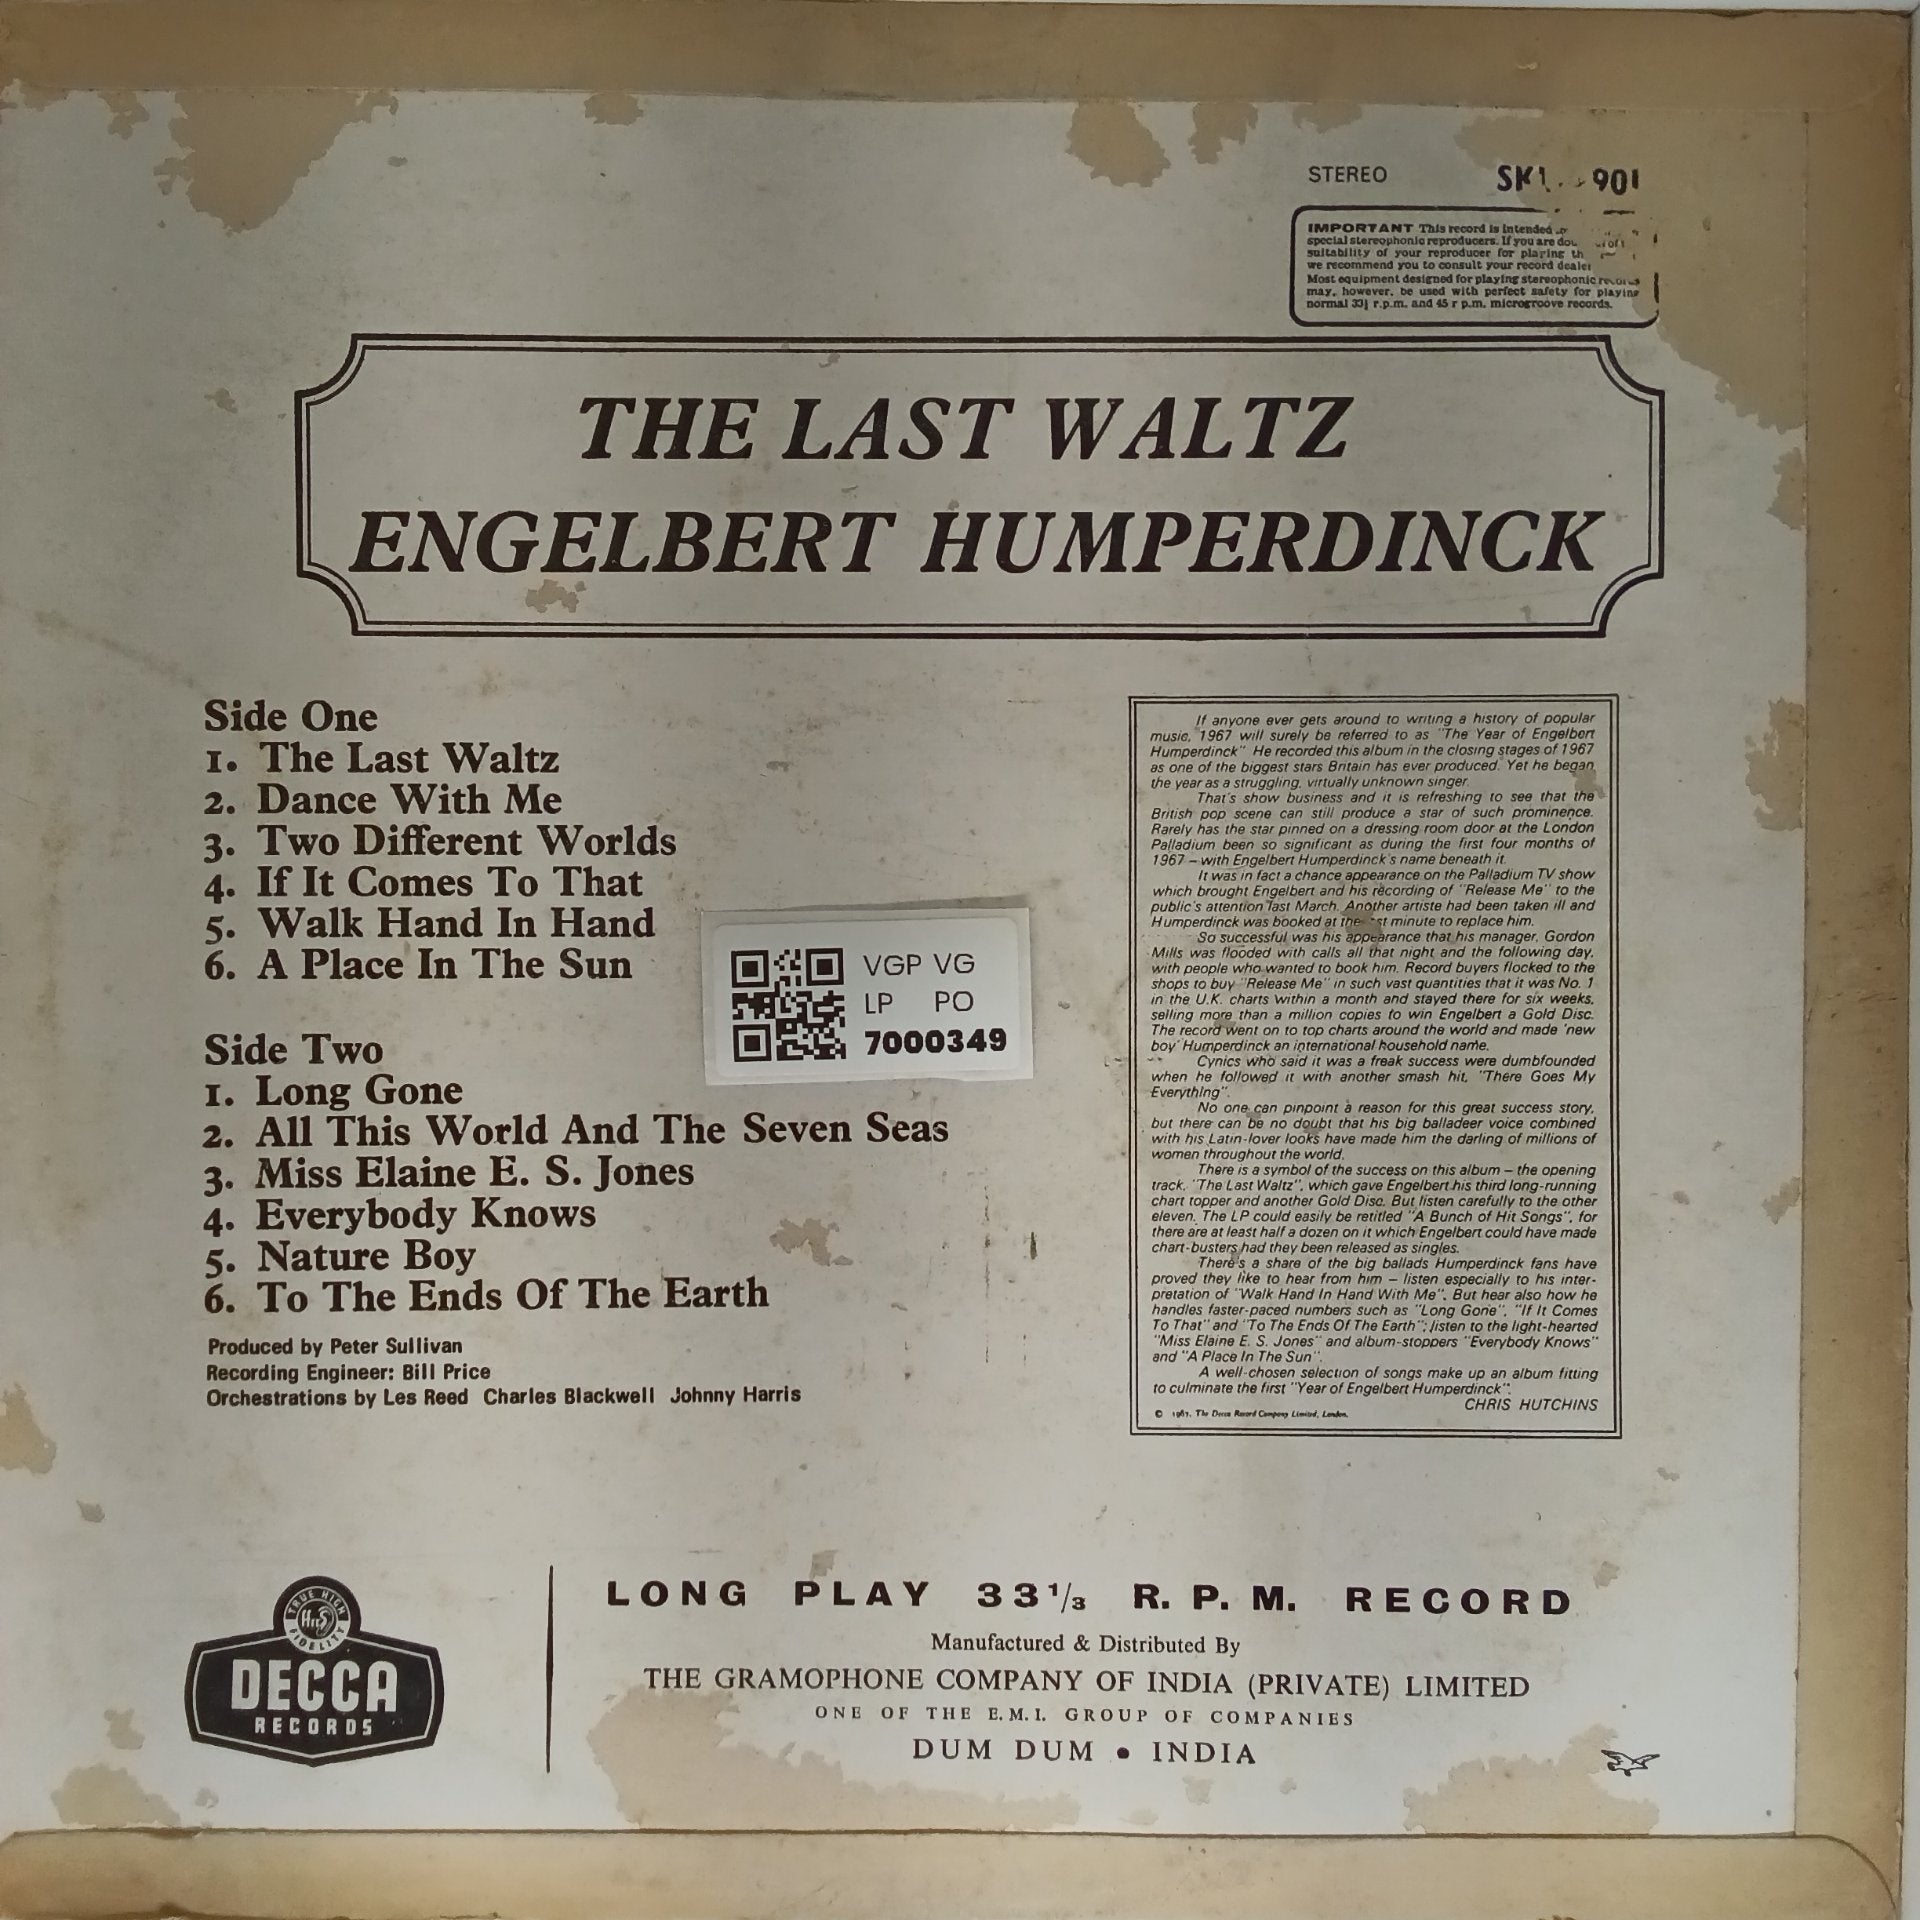 STEREO
IMPORTANT This record is intended
special stereophonic reproducers. If you are
suitability of your reproducer for playing
we recommend you to consult your record dealer
Most equipment designed for playing stereophonic records
may, however, be used with perfect safety for playing
normal 33⅓ r.p.m. and 45 r p.m. microgroove records.
THE LAST WALTZ
ENGELBERT HUMPERDINCK
Side One
1. The Last Waltz
2. Dance With Me
3. Two Different Worlds
4. If It Comes To That
5. Walk Hand In Hand
6. A Place In The Sun
Side Two
1. Long Gone
2. All This World And The Seven Seas
3. Miss Elaine E. S. Jones
4. Everybody Knows
5. Nature Boy
6. To The Ends Of The Earth
Produced by Peter Sullivan
Recording Engineer: Bill Price
Orchestrations by Les Reed Charles Blackwell Johnny Harris
VGP VG
LP PO
7000349
If anyone ever gets around to writing a history of popular
music, 1967 will surely be referred to as "The Year of Engelbert
Humperdinck" He recorded this album in the closing stages of 1967
as one of the biggest stars Britain has ever produced. Yet he began
the year as a struggling, virtually unknown singer.
That's show business and it is refreshing to see that the
British pop scene can still produce a star of such prominence.
Rarely has the star pinned on a dressing room door at the London
Palladium been so significant as during the first four months of
1967 – with Engelbert Humperdinck's name beneath it.
It was in fact a chance appearance on the Palladium TV show
which brought Engelbert and his recording of "Release Me" to the
public's attention last March. Another artiste had been taken ill and
Humperdinck was booked at the minute to replace him.
So successful was his appearance that his manager, Gordon
Mills was flooded with calls all that night and the following day,
with people who wanted to book him. Record buyers flocked to the
shops to buy "Release Me" in such vast quantities that it was No. 1
in the U.K. charts within a month and stayed there for six weeks,
selling more than a million copies to win Engelbert a Gold Disc.
The record went on to top charts around the world and made 'new
boy' Humperdinck an international household name.
Cynics who said it was a freak success were dumbfounded
when he followed it with another smash hit, "There Goes My
Everything".
No one can pinpoint a reason for this great success story,
but there can be no doubt that his big balladeer voice combined
with his Latin-lover looks have made him the darling of millions of
women throughout the world.
There is a symbol of the success on this album – the opening
track, "The Last Waltz", which gave Engelbert his third long-running
chart topper and another Gold Disc. But listen carefully to the other
eleven. The LP could easily be retitled "A Bunch of Hit Songs", for
there are at least half a dozen on it which Engelbert could have made
chart-busters had they been released as singles.
There's a share of the big ballads Humperdinck fans have
proved they like to hear from him – listen especially to his inter-
pretation of "Walk Hand In Hand With Me". But hear also how he
handles faster-paced numbers such as "Long Gone", "If It Comes
To That" and "To The Ends Of The Earth"; listen to the light-hearted
"Miss Elaine E. S. Jones" and album-stoppers "Everybody Knows"
and "A Place In The Sun".
A well-chosen selection of songs make up an album fitting
to culminate the first "Year of Engelbert Humperdinck".
CHRIS HUTCHINS
© 1967, The Decca Record Company Limited, London.
TRUE HIGH
FIDELITY
DECCA
RECORDS
LONG PLAY 33⅓ R. P. M. RECORD
Manufactured & Distributed By
THE GRAMOPHONE COMPANY OF INDIA (PRIVATE) LIMITED
ONE OF THE E.M.I. GROUP OF COMPANIES
DUM DUM • INDIA